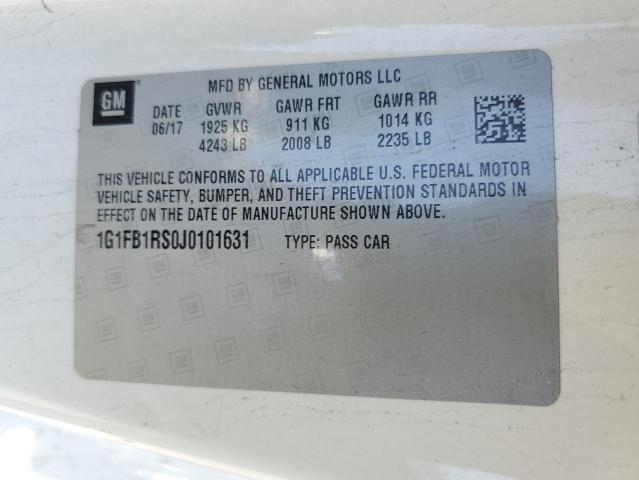 GM
MFD BY GENERAL MOTORS LLC
DATE GVWR GAWR FRT GAWR RR
06/17 1925 KG 911 KG 1014 KG
4243 LB 2008 LB 2235 LB
THIS VEHICLE CONFORMS TO ALL APPLICABLE U.S. FEDERAL MOTOR
VEHICLE SAFETY, BUMPER, AND THEFT PREVENTION STANDARDS IN
EFFECT ON THE DATE OF MANUFACTURE SHOWN ABOVE.
1G1FB1RS0J0101631 TYPE: PASS CAR